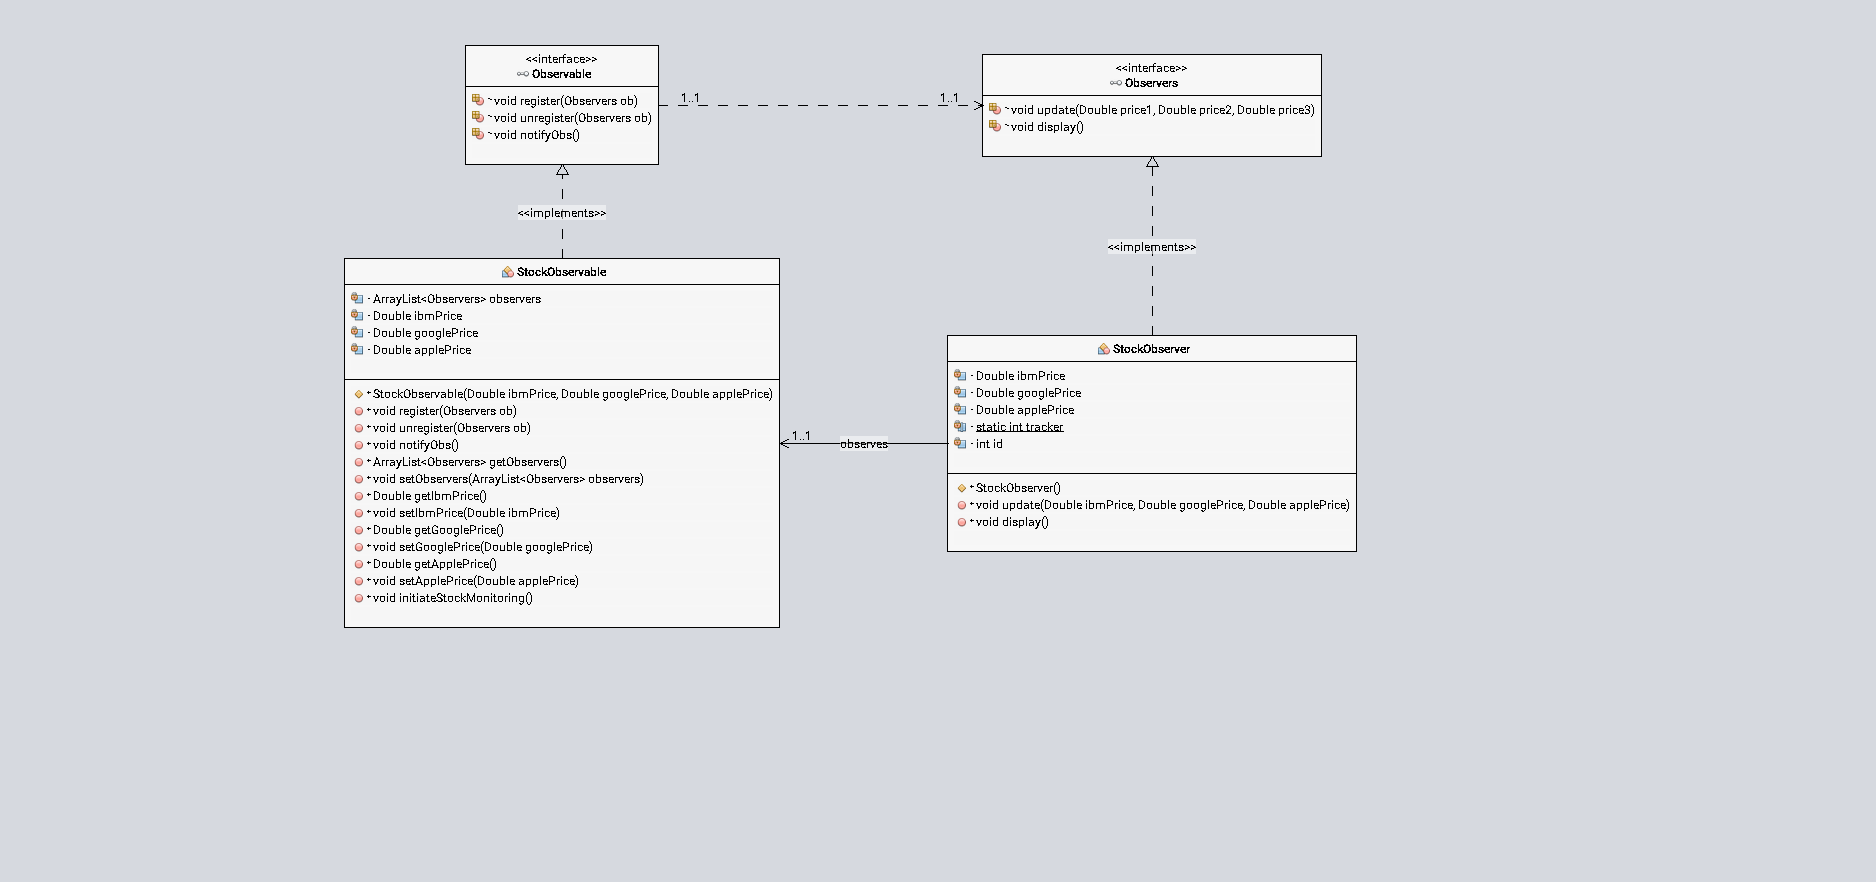 <<interface>>
Observable
~void register(Observers ob)
~void unregister(Observers ob)
~void notifyObs()
1..1
1..1
<<interface>>
Observers
~void update(Double price1, Double price2, Double price3)
~void display()
<<implements>>
<<implements>>
StockObservable
-ArrayList<Observers> observers
-Double ibmPrice
-Double googlePrice
-Double applePrice
+StockObservable(Double ibmPrice, Double googlePrice, Double applePrice)
+void register(Observers ob)
+void unregister(Observers ob)
+void notifyObs()
+ArrayList<Observers> getObservers()
+void setObservers(ArrayList<Observers> observers)
+Double getIbmPrice()
+void setIbmPrice(Double ibmPrice)
+Double getGooglePrice()
+void setGooglePrice(Double googlePrice)
+Double getApplePrice()
+void setApplePrice(Double applePrice)
+void initiateStockMonitoring()
1..1
observes
StockObserver
-Double ibmPrice
-Double googlePrice
-Double applePrice
-static int tracker
-int id
+StockObserver()
+void update(Double ibmPrice, Double googlePrice, Double applePrice)
+void display()